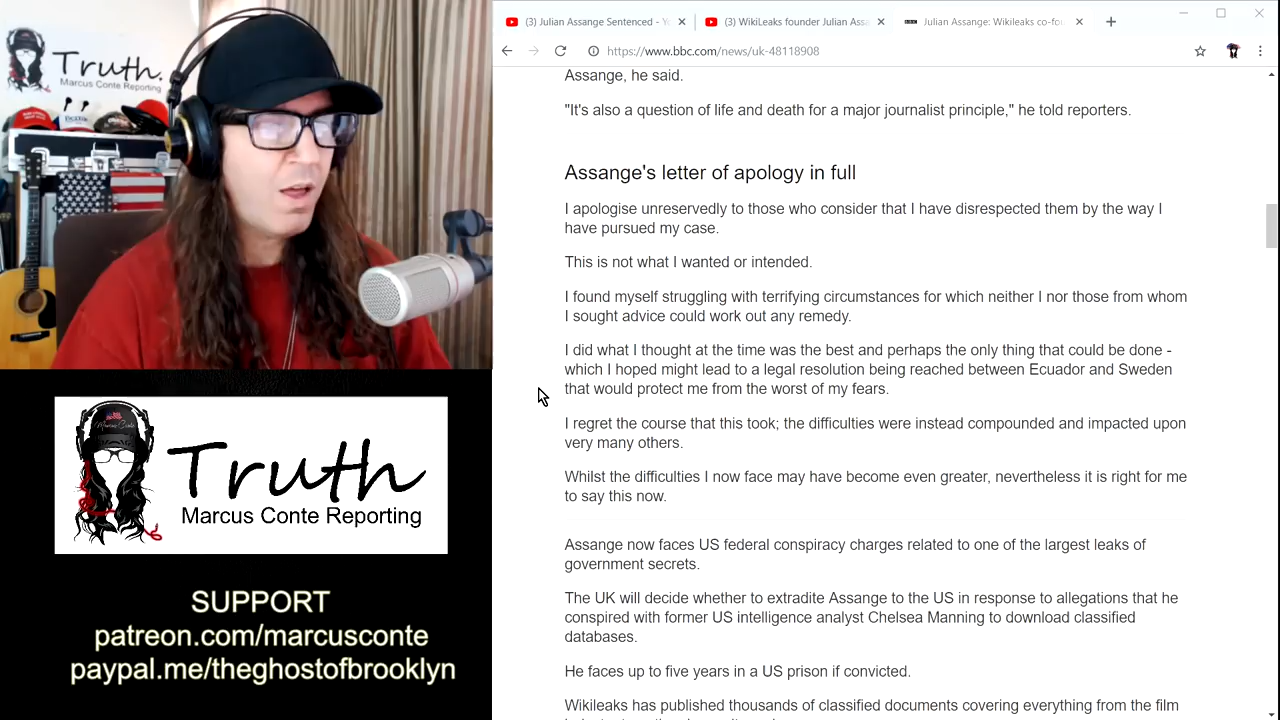 Truth.
Marcus Conte Reporting
(3) Julian Assange Sentenced -
(3) WikiLeaks founder Julian
Julian Assange: Wikileaks
https://www.bbc.com/news/uk-48118908
Assange, he said.
"It's also a question of life and death for a major journalist principle," he told reporters.
Assange's letter of apology in full
I apologise unreservedly to those who consider that I have disrespected them by the way I
have pursued my case.
This is not what I wanted or intended.
I found myself struggling with terrifying circumstances for which neither I nor those from whom
I sought advice could work out any remedy.
I did what I thought at the time was the best and perhaps the only thing that could be done -
which I hoped might lead to a legal resolution being reached between Ecuador and Sweden
that would protect me from the worst of my fears.
I regret the course that this took; the difficulties were instead compounded and impacted upon
very many others.
Whilst the difficulties I now face may have become even greater, nevertheless it is right for me
to say this now.
Assange now faces US federal conspiracy charges related to one of the largest leaks of
government secrets.
The UK will decide whether to extradite Assange to the US in response to allegations that he
conspired with former US intelligence analyst Chelsea Manning to download classified
databases.
He faces up to five years in a US prison if convicted.
Wikileaks has published thousands of classified documents covering everything from the film
Marcus Conte
Truth
Marcus Conte Reporting
SUPPORT
patreon.com/marcusconte
paypal.me/theghostofbrooklyn